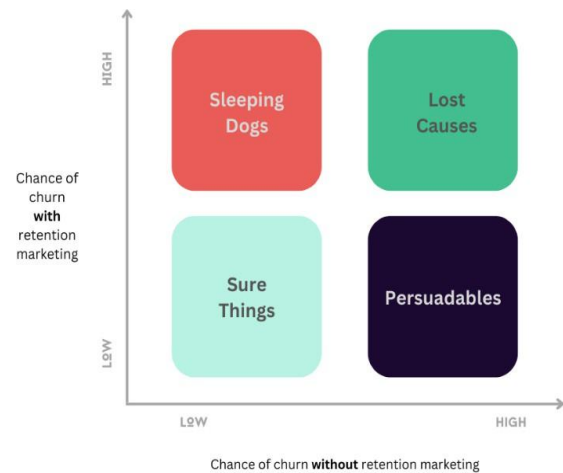 HIGH
Sleeping
Dogs
Lost
Causes
Chance of
churn
with
retention
marketing
Sure
Things
Persuadables
LOW
LOW
HIGH
Chance of churn without retention marketing